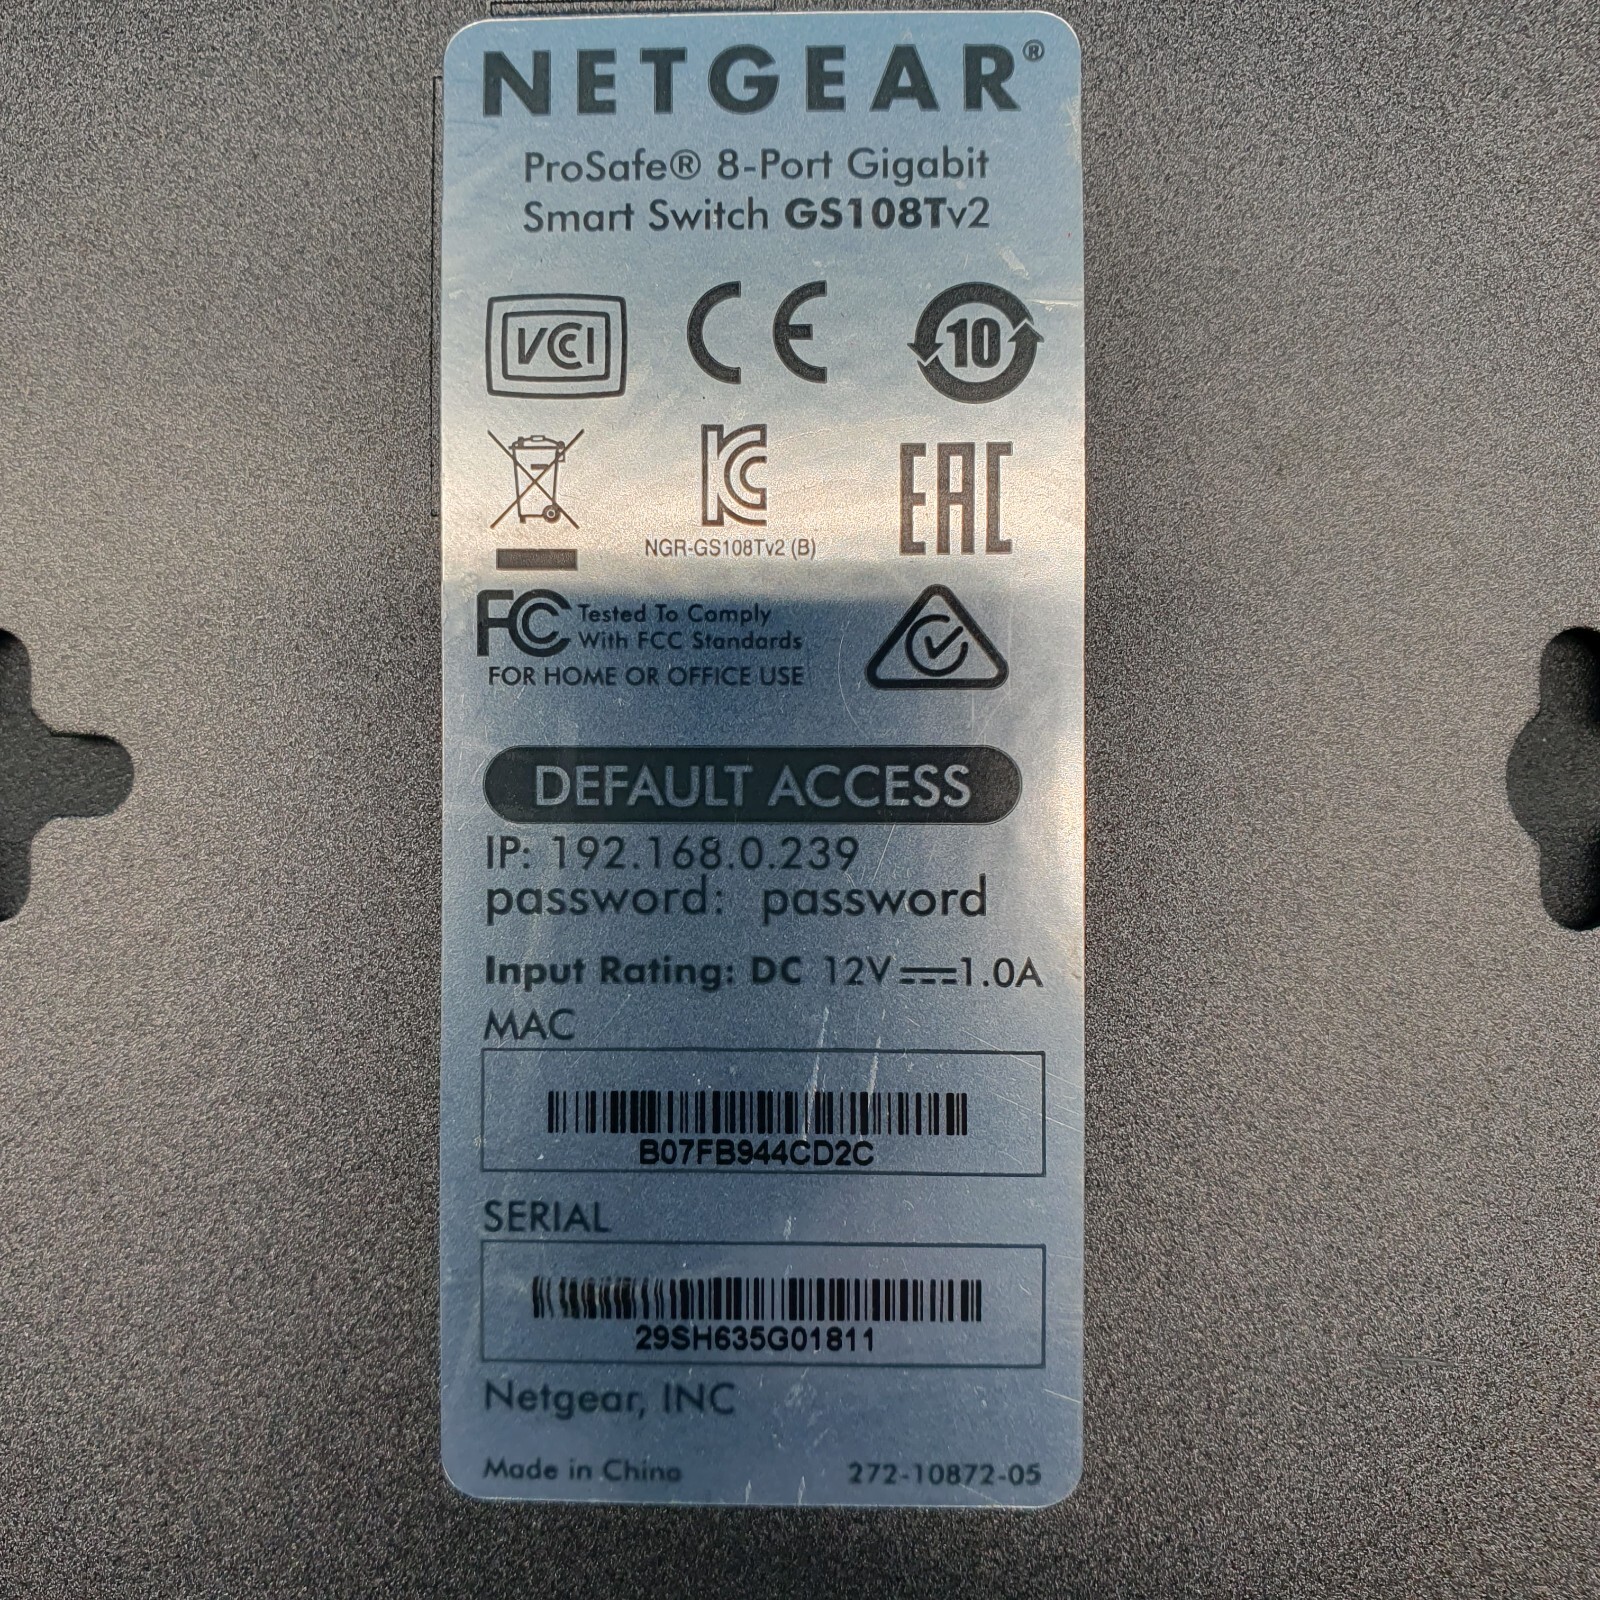 NETGEAR®
ProSafe® 8-Port Gigabit
Smart Switch GS108Tv2
VCCI
CE
10
KC
EAC
NGR-GS108Tv2 (B)
FC Tested To Comply
With FCC Standards
FOR HOME OR OFFICE USE
DEFAULT ACCESS
IP: 192.168.0.239
password: password
Input Rating: DC 12V⎓1.0A
MAC
B07FB944CD2C
SERIAL
29SH635G01811
Netgear, INC
Made in China 272-10872-05